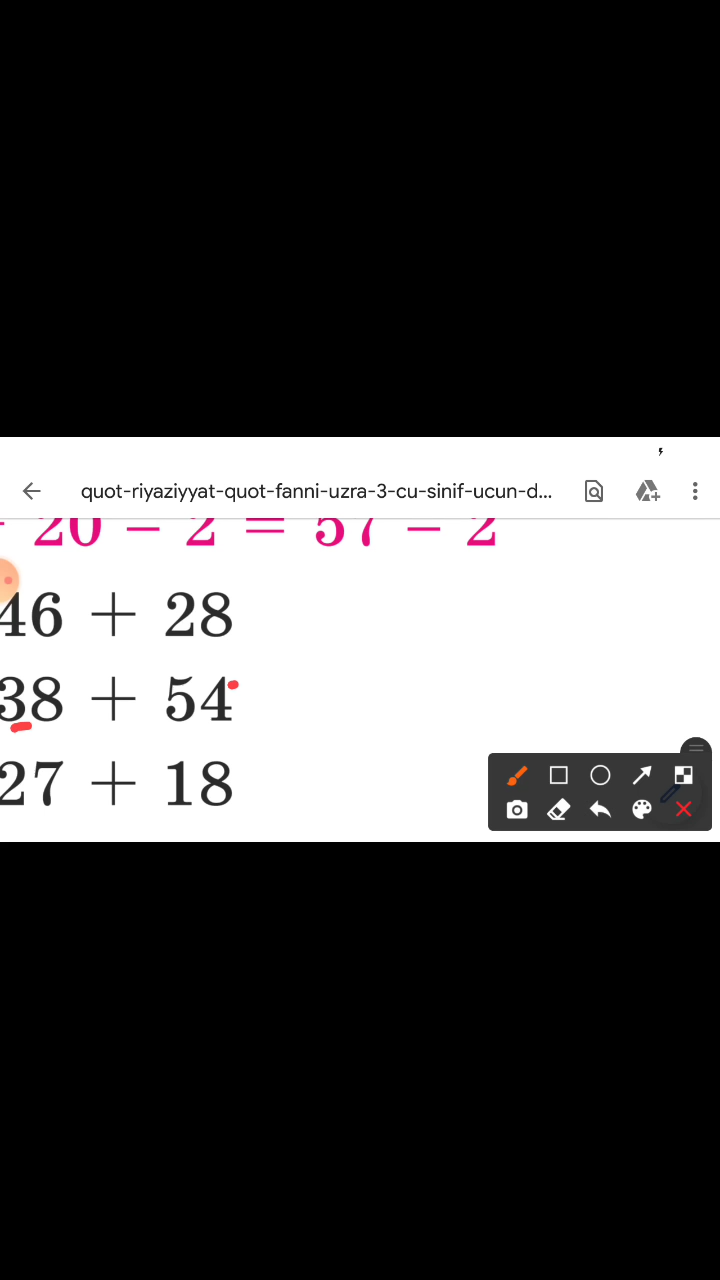 quot-riyaziyyat-quot-fanni-uzra-3-cu-sinif-ucun-d...
20 – 2 = 57 – 2
46 + 28
38 + 54
27 + 18